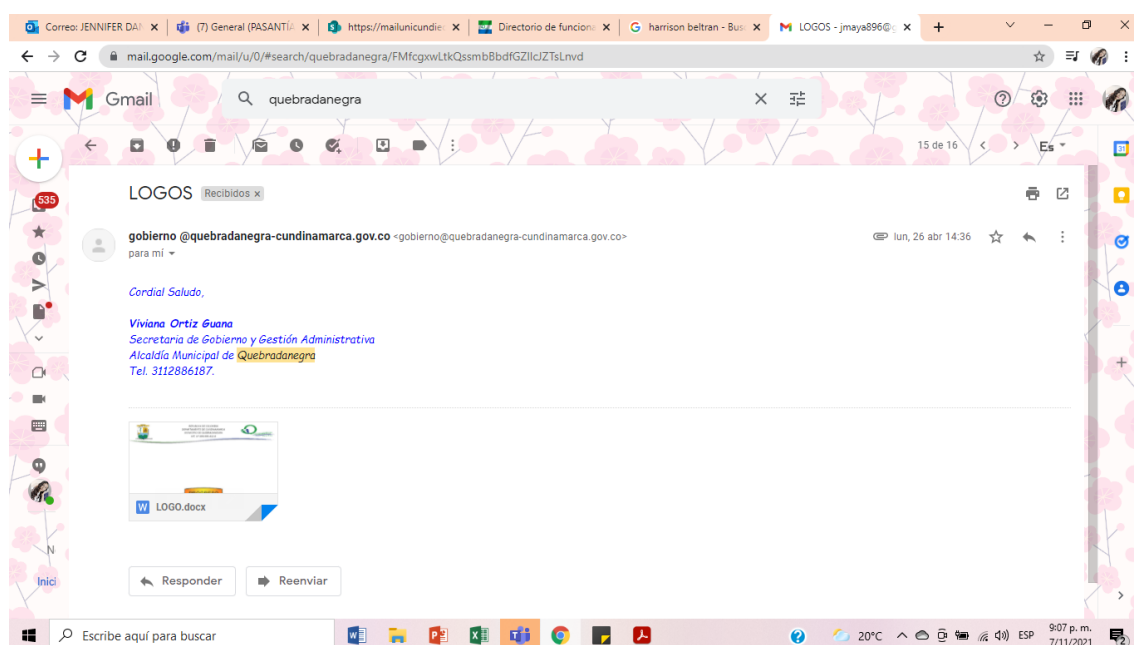 Correo: JENNIFER DAN
(7) General (PASANTÍA
https://mailunicundiec
Directorio de funciona
harrison beltran - Bus
LOGOS - jmaya896@g
mail.google.com/mail/u/0/#search/quebradanegra/FMfcgxwLtkQssmbBbdfGZllcJZTsLnvd
Gmail
quebradanegra
15 de 16
Es
31
535
LOGOS Recibidos x
gobierno @quebradanegra-cundinamarca.gov.co <gobierno@quebradanegra-cundinamarca.gov.co>
lun, 26 abr 14:36
para mí
Cordial Saludo,
Viviana Ortiz Guana
Secretaria de Gobierno y Gestión Administrativa
Alcaldía Municipal de Quebradanegra
Tel. 3112886187.
W LOGO.docx
N
Inici
Responder
Reenviar
Escribe aquí para buscar
20°C
ESP
9:07 p. m.
7/11/2021
2